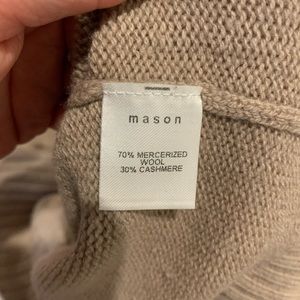 mason
70% MERCERIZED
WOOL
30% CASHMERE